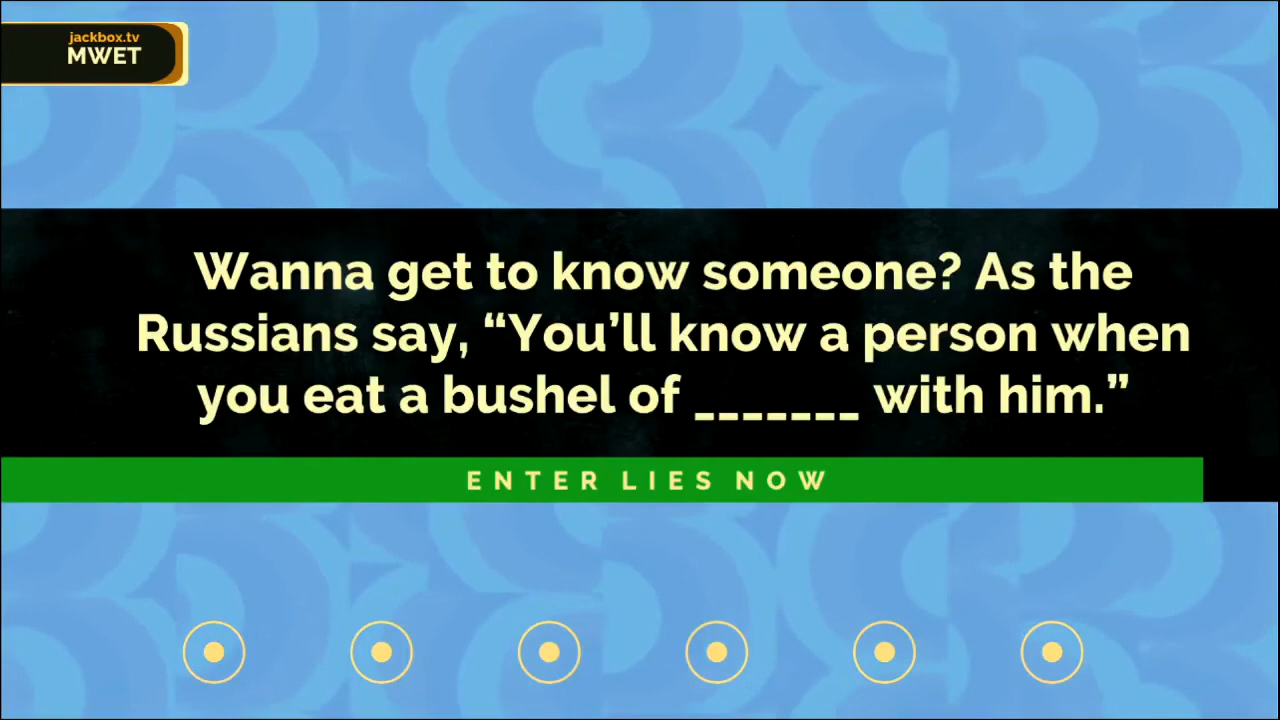 jackbox.tv
MWET
Wanna get to know someone? As the
Russians say, “You’ll know a person when
you eat a bushel of _______ with him.”
ENTER LIES NOW